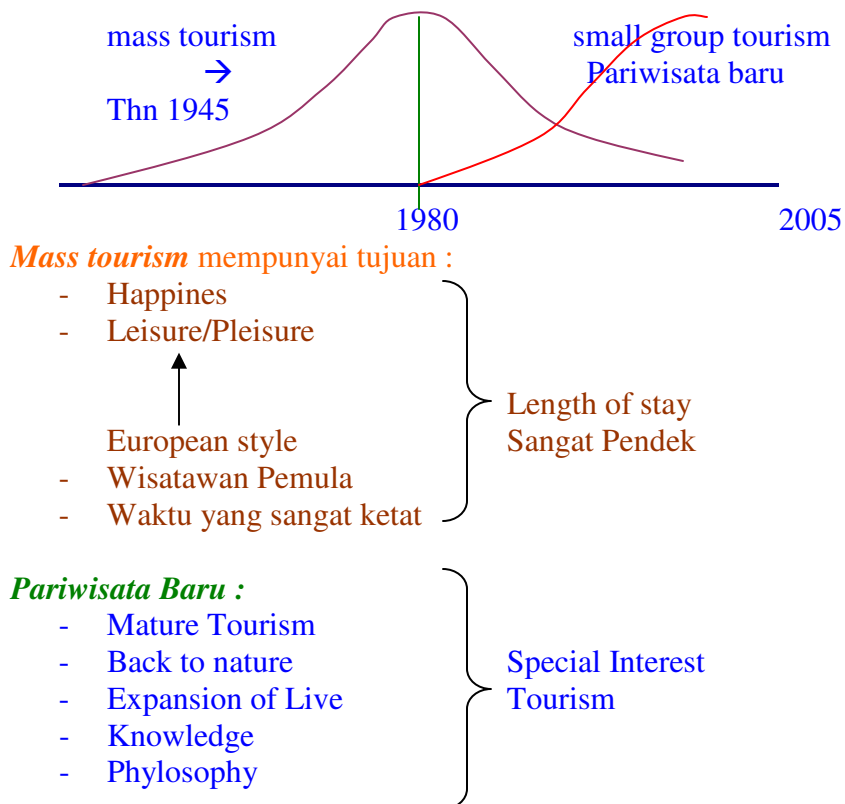 mass tourism
→
Thn 1945
small group tourism
Pariwisata baru
1980
2005
Mass tourism mempunyai tujuan :
- Happines
- Leisure/Pleisure
European style
- Wisatawan Pemula
- Waktu yang sangat ketat
Length of stay
Sangat Pendek
Pariwisata Baru :
- Mature Tourism
- Back to nature
- Expansion of Live
- Knowledge
- Phylosophy
Special Interest
Tourism